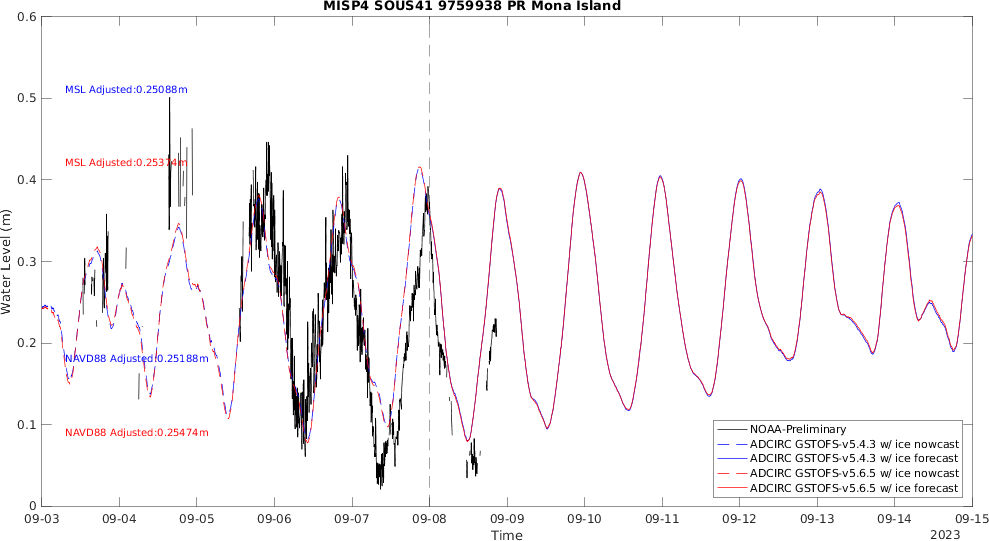 MISP4 SOUS41 9759938 PR Mona Island
0.6
0.5
0.4
0.3
0.2
0.1
0
Water Level (m)
MSL Adjusted:0.25088m
MSL Adjusted:0.25374m
NAVD88 Adjusted:0.25188m
NAVD88 Adjusted:0.25474m
NOAA-Preliminary
ADCIRC GSTOFS-v5.4.3 w/ ice nowcast
ADCIRC GSTOFS-v5.4.3 w/ ice forecast
ADCIRC GSTOFS-v5.6.5 w/ ice nowcast
ADCIRC GSTOFS-v5.6.5 w/ ice forecast
09-03 09-04 09-05 09-06 09-07 09-08 09-09 09-10 09-11 09-12 09-13 09-14 09-15
Time
2023